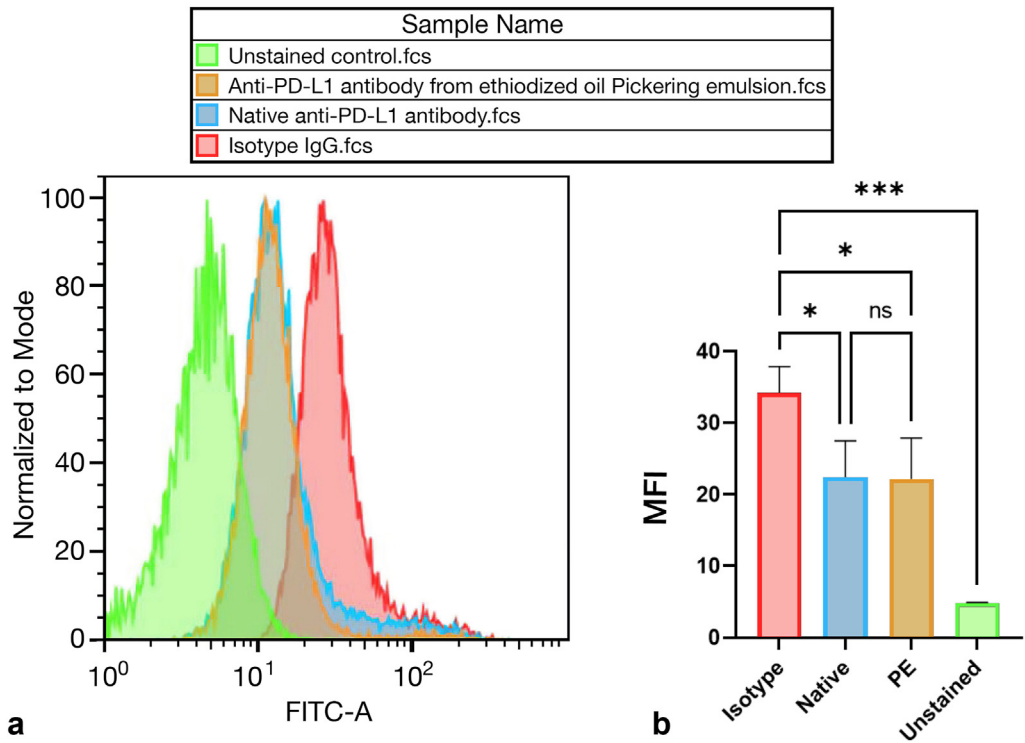 Sample Name
Unstained control.fcs
Anti-PD-L1 antibody from ethiodized oil Pickering emulsion.fcs
Native anti-PD-L1 antibody.fcs
Isotype IgG.fcs
Normalized to Mode
100
80
60
40
20
0
10⁰
10¹
10²
FITC-A
a
***
*
*
ns
MFI
40
30
20
10
0
Isotype
Native
PE
Unstained
b